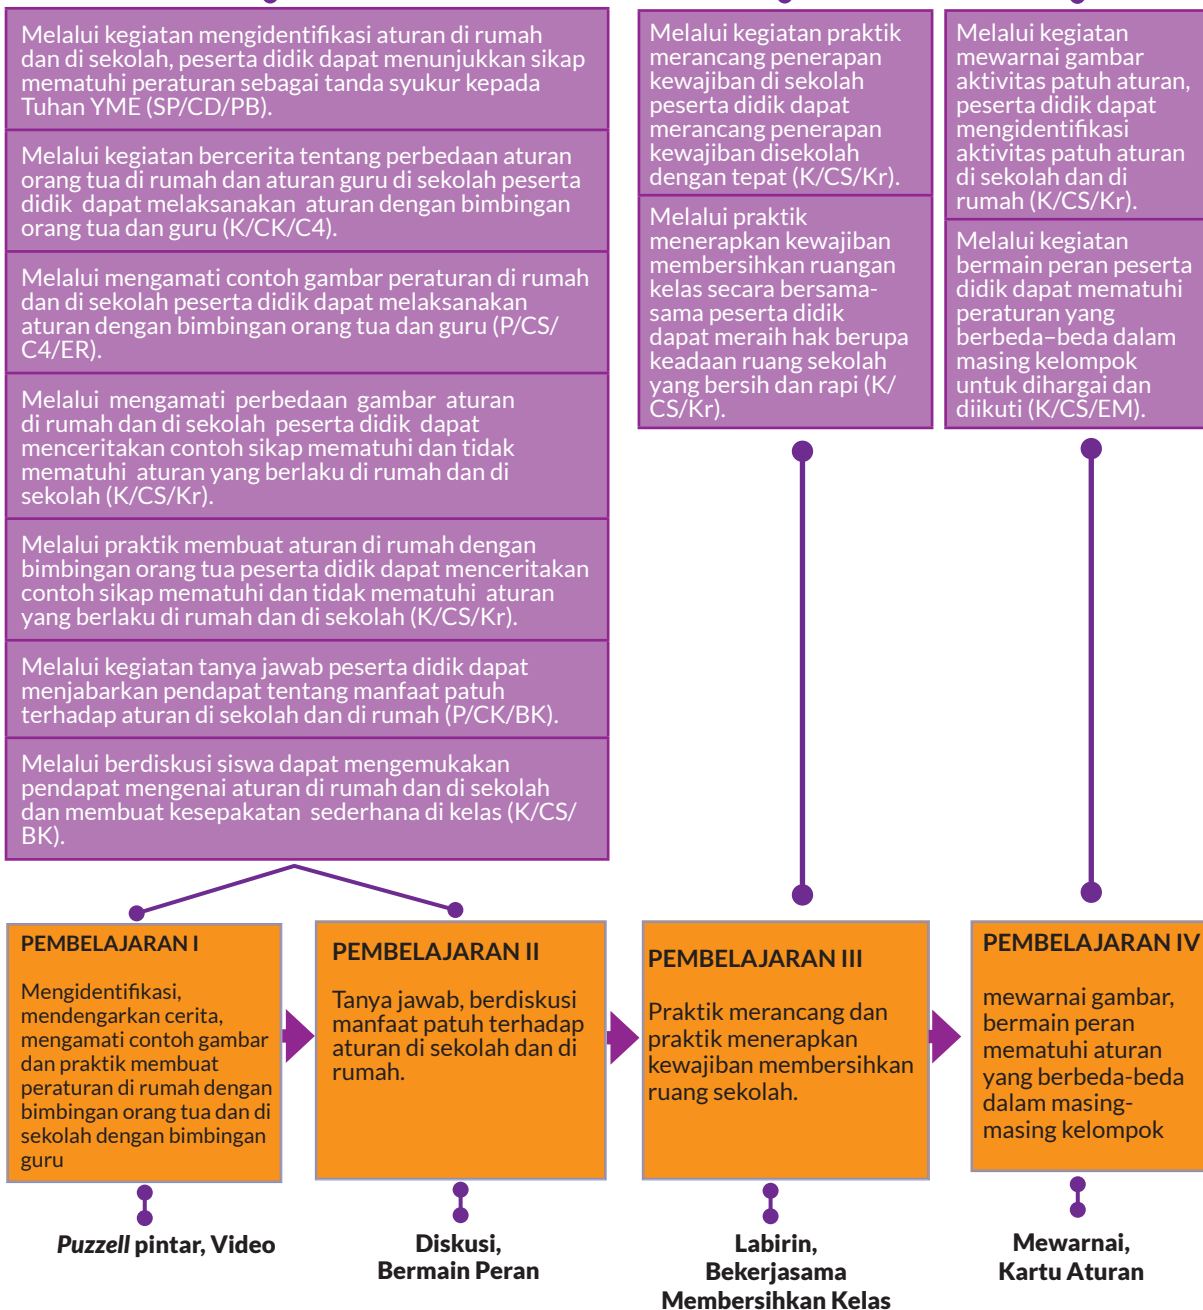 Melalui kegiatan mengidentifikasi aturan di rumah
dan di sekolah, peserta didik dapat menunjukkan sikap
mematuhi peraturan sebagai tanda syukur kepada
Tuhan YME (SP/CD/PB).
Melalui kegiatan bercerita tentang perbedaan aturan
orang tua di rumah dan aturan guru di sekolah peserta
didik dapat melaksanakan aturan dengan bimbingan
orang tua dan guru (K/CK/C4).
Melalui mengamati contoh gambar peraturan di rumah
dan di sekolah peserta didik dapat melaksanakan
aturan dengan bimbingan orang tua dan guru (P/CS/
C4/ER).
Melalui mengamati perbedaan gambar aturan
di rumah dan di sekolah peserta didik dapat
menceritakan contoh sikap mematuhi dan tidak
mematuhi aturan yang berlaku di rumah dan di
sekolah (K/CS/Kr).
Melalui praktik membuat aturan di rumah dengan
bimbingan orang tua peserta didik dapat menceritakan
contoh sikap mematuhi dan tidak mematuhi aturan
yang berlaku di rumah dan di sekolah (K/CS/Kr).
Melalui kegiatan tanya jawab peserta didik dapat
menjabarkan pendapat tentang manfaat patuh
terhadap aturan di sekolah dan di rumah (P/CK/BK).
Melalui berdiskusi siswa dapat mengemukakan
pendapat mengenai aturan di rumah dan di sekolah
dan membuat kesepakatan sederhana di kelas (K/CS/
BK).
Melalui kegiatan praktik
merancang penerapan
kewajiban di sekolah
peserta didik dapat
merancang penerapan
kewajiban disekolah
dengan tepat (K/CS/Kr).
Melalui praktik
menerapkan kewajiban
membersihkan ruangan
kelas secara bersama-
sama peserta didik
dapat meraih hak berupa
keadaan ruang sekolah
yang bersih dan rapi (K/
CS/Kr).
Melalui kegiatan
mewarnai gambar
aktivitas patuh aturan,
peserta didik dapat
mengidentifikasi
aktivitas patuh aturan
di sekolah dan di
rumah (K/CS/Kr).
Melalui kegiatan
bermain peran peserta
didik dapat mematuhi
peraturan yang
berbeda–beda dalam
masing kelompok
untuk dihargai dan
diikuti (K/CS/EM).
PEMBELAJARAN I
Mengidentifikasi,
mendengarkan cerita,
mengamati contoh gambar
dan praktik membuat
peraturan di rumah dengan
bimbingan orang tua dan di
sekolah dengan bimbingan
guru
PEMBELAJARAN II
Tanya jawab, berdiskusi
manfaat patuh terhadap
aturan di sekolah dan di
rumah.
PEMBELAJARAN III
Praktik merancang dan
praktik menerapkan
kewajiban membersihkan
ruang sekolah.
PEMBELAJARAN IV
mewarnai gambar,
bermain peran
mematuhi aturan
yang berbeda-beda
dalam masing-
masing kelompok
Puzzell pintar, Video
Diskusi,
Bermain Peran
Labirin,
Bekerjasama
Membersihkan Kelas
Mewarnai,
Kartu Aturan